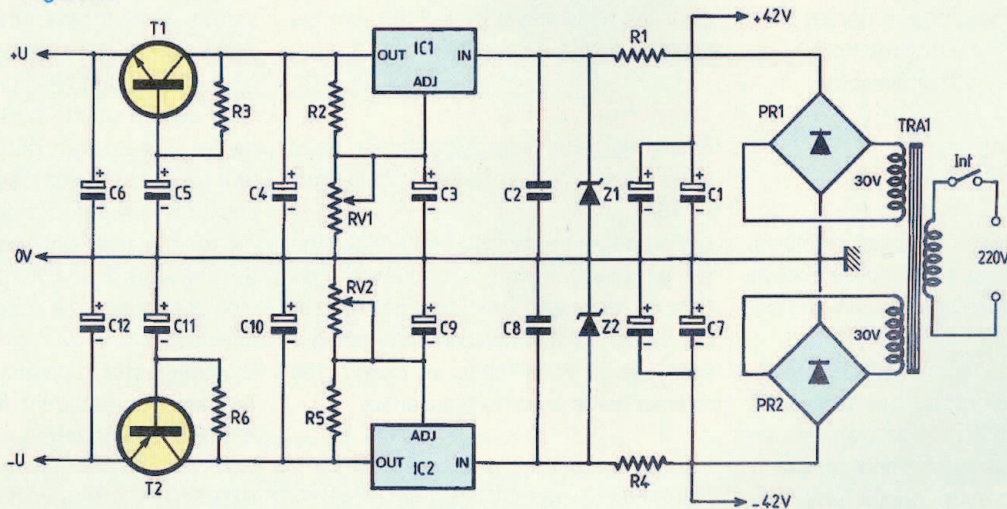 +42V
T1
R1
+U
OUT
IC1
IN
ADJ
R3
R2
PR1
TRA1
Int
30V
C6
C5
C4
C3
C2
Z1
C1
RV1
0V
220V
RV2
C12
C11
C10
C9
C8
Z2
C7
30V
R6
R5
PR2
ADJ
-U
OUT
IC2
IN
T2
R4
-42V